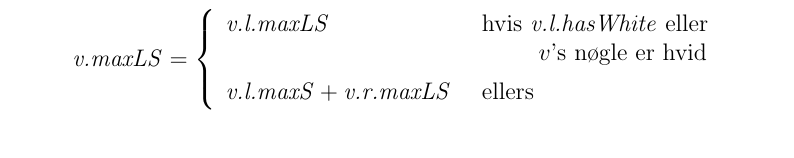 v.l.maxLS hvis v.l.hasWhite eller
v.maxLS = { v's nøgle er hvid
v.l.maxS + v.r.maxLS ellers